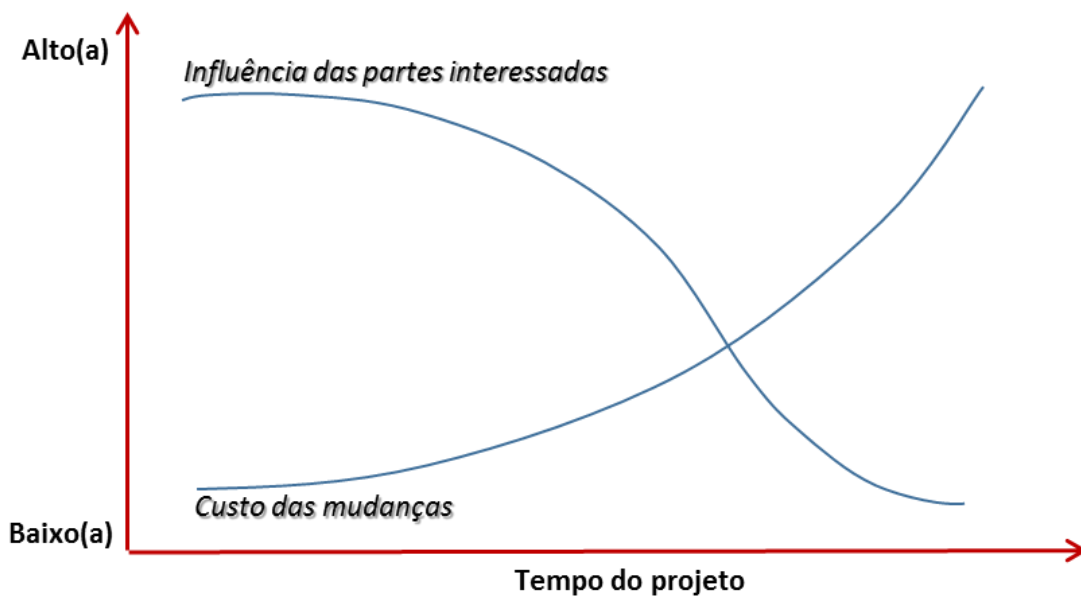 Alto(a)
Influência das partes interessadas
Custo das mudanças
Baixo(a)
Tempo do projeto